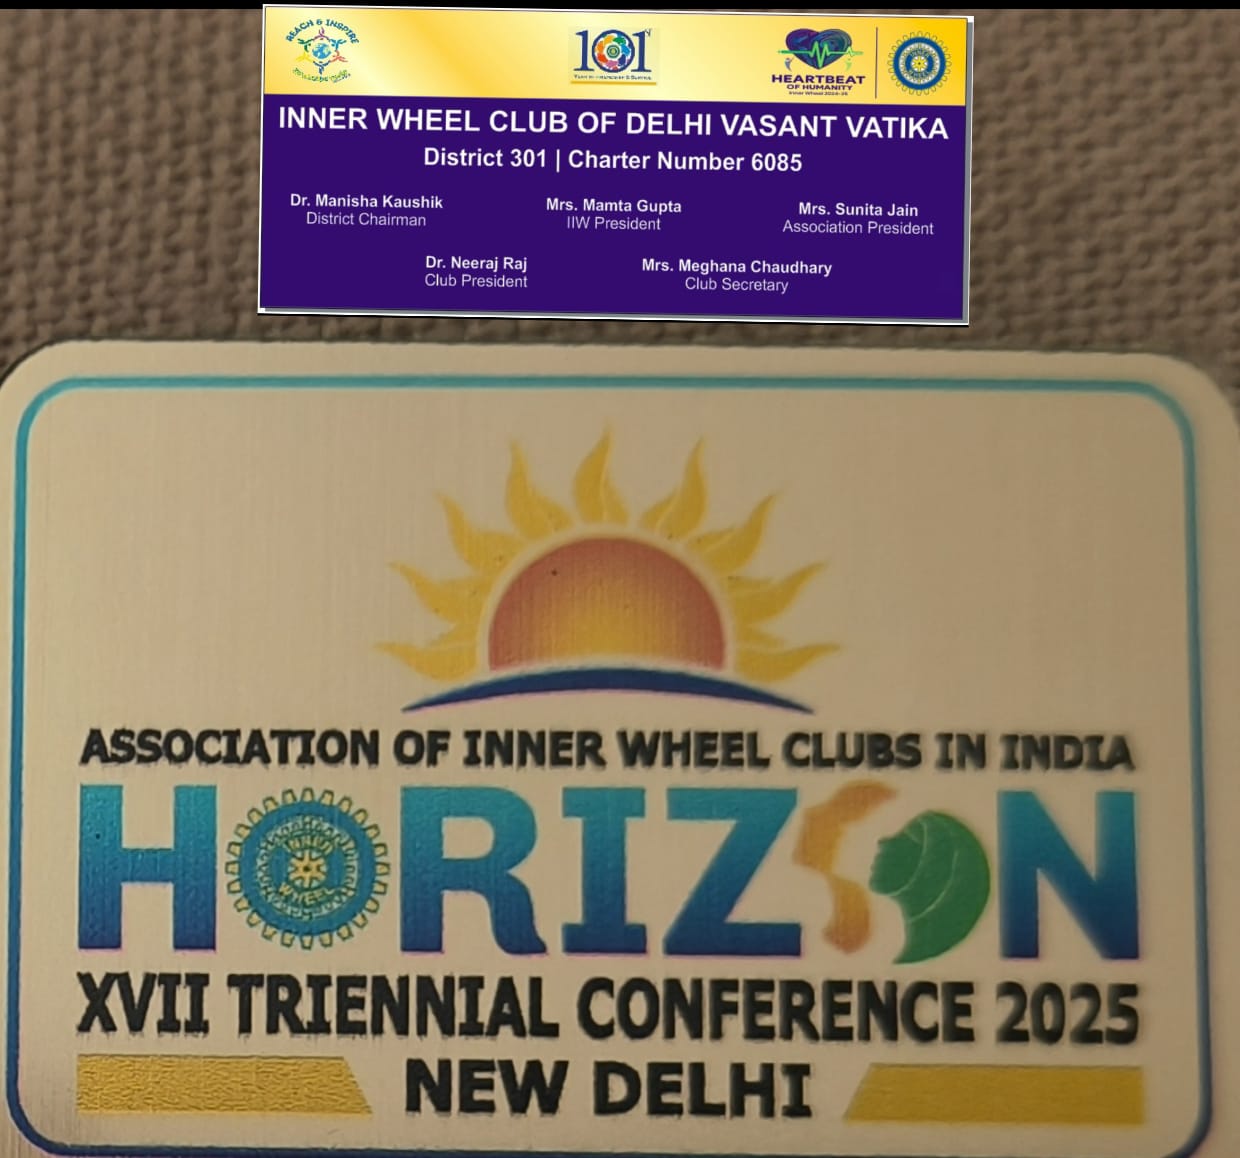 REACH & INSPIRE
101
HEARTBEAT
OF HUMANITY
INNER WHEEL CLUB OF DELHI VASANT VATIKA
District 301 | Charter Number 6085
Dr. Manisha Kaushik
District Chairman
Mrs. Mamta Gupta
IIW President
Mrs. Sunita Jain
Association President
Dr. Neeraj Raj
Club President
Mrs. Meghana Chaudhary
Club Secretary
ASSOCIATION OF INNER WHEEL CLUBS IN INDIA
HORIZON
INNER
WHEEL
XVII TRIENNIAL CONFERENCE 2025
NEW DELHI